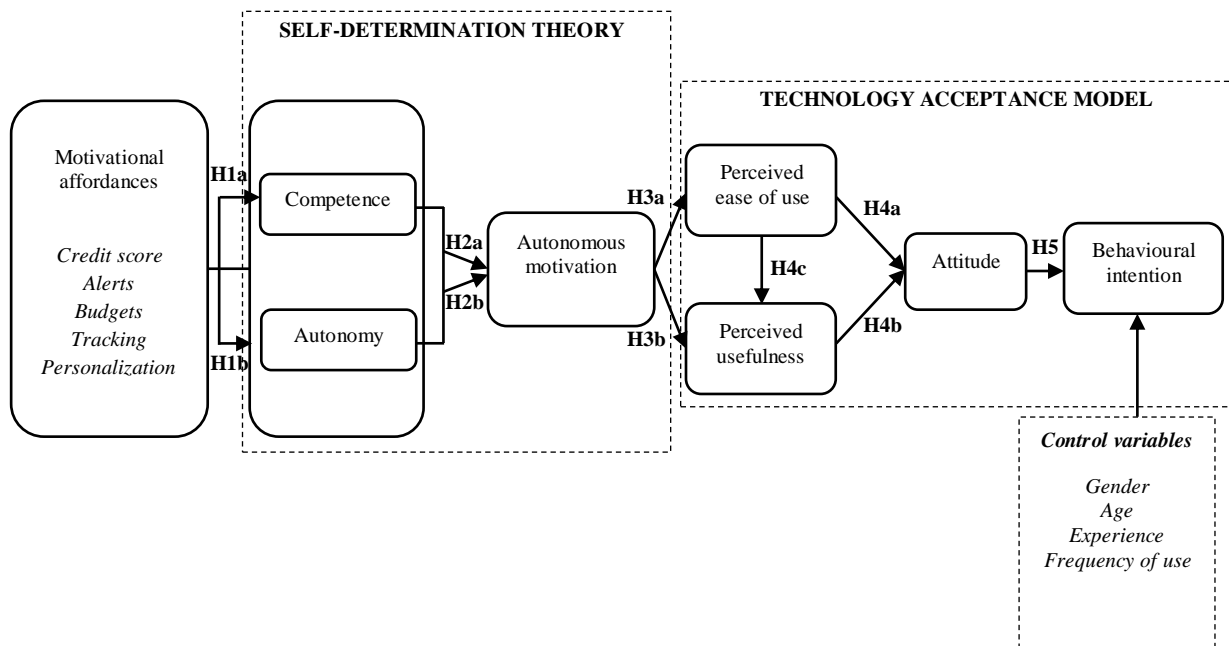 SELF-DETERMINATION THEORY
TECHNOLOGY ACCEPTANCE MODEL
Motivational
affordances
Credit score
Alerts
Budgets
Tracking
Personalization
H1a
H1b
Competence
Autonomy
H2a
H2b
Autonomous
motivation
H3a
H3b
Perceived
ease of use
H4c
Perceived
usefulness
H4a
H4b
Attitude
H5
Behavioural
intention
Control variables
Gender
Age
Experience
Frequency of use